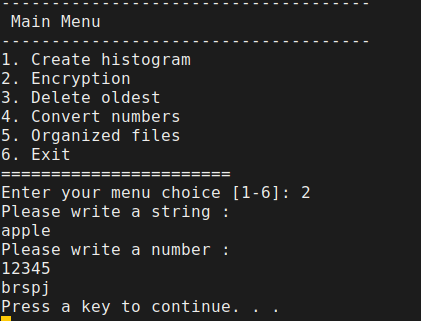 -------------------------------------
Main Menu
-------------------------------------
1. Create histogram
2. Encryption
3. Delete oldest
4. Convert numbers
5. Organized files
6. Exit
=======================
Enter your menu choice [1-6]: 2
Please write a string :
apple
Please write a number :
12345
brspj
Press a key to continue. . .